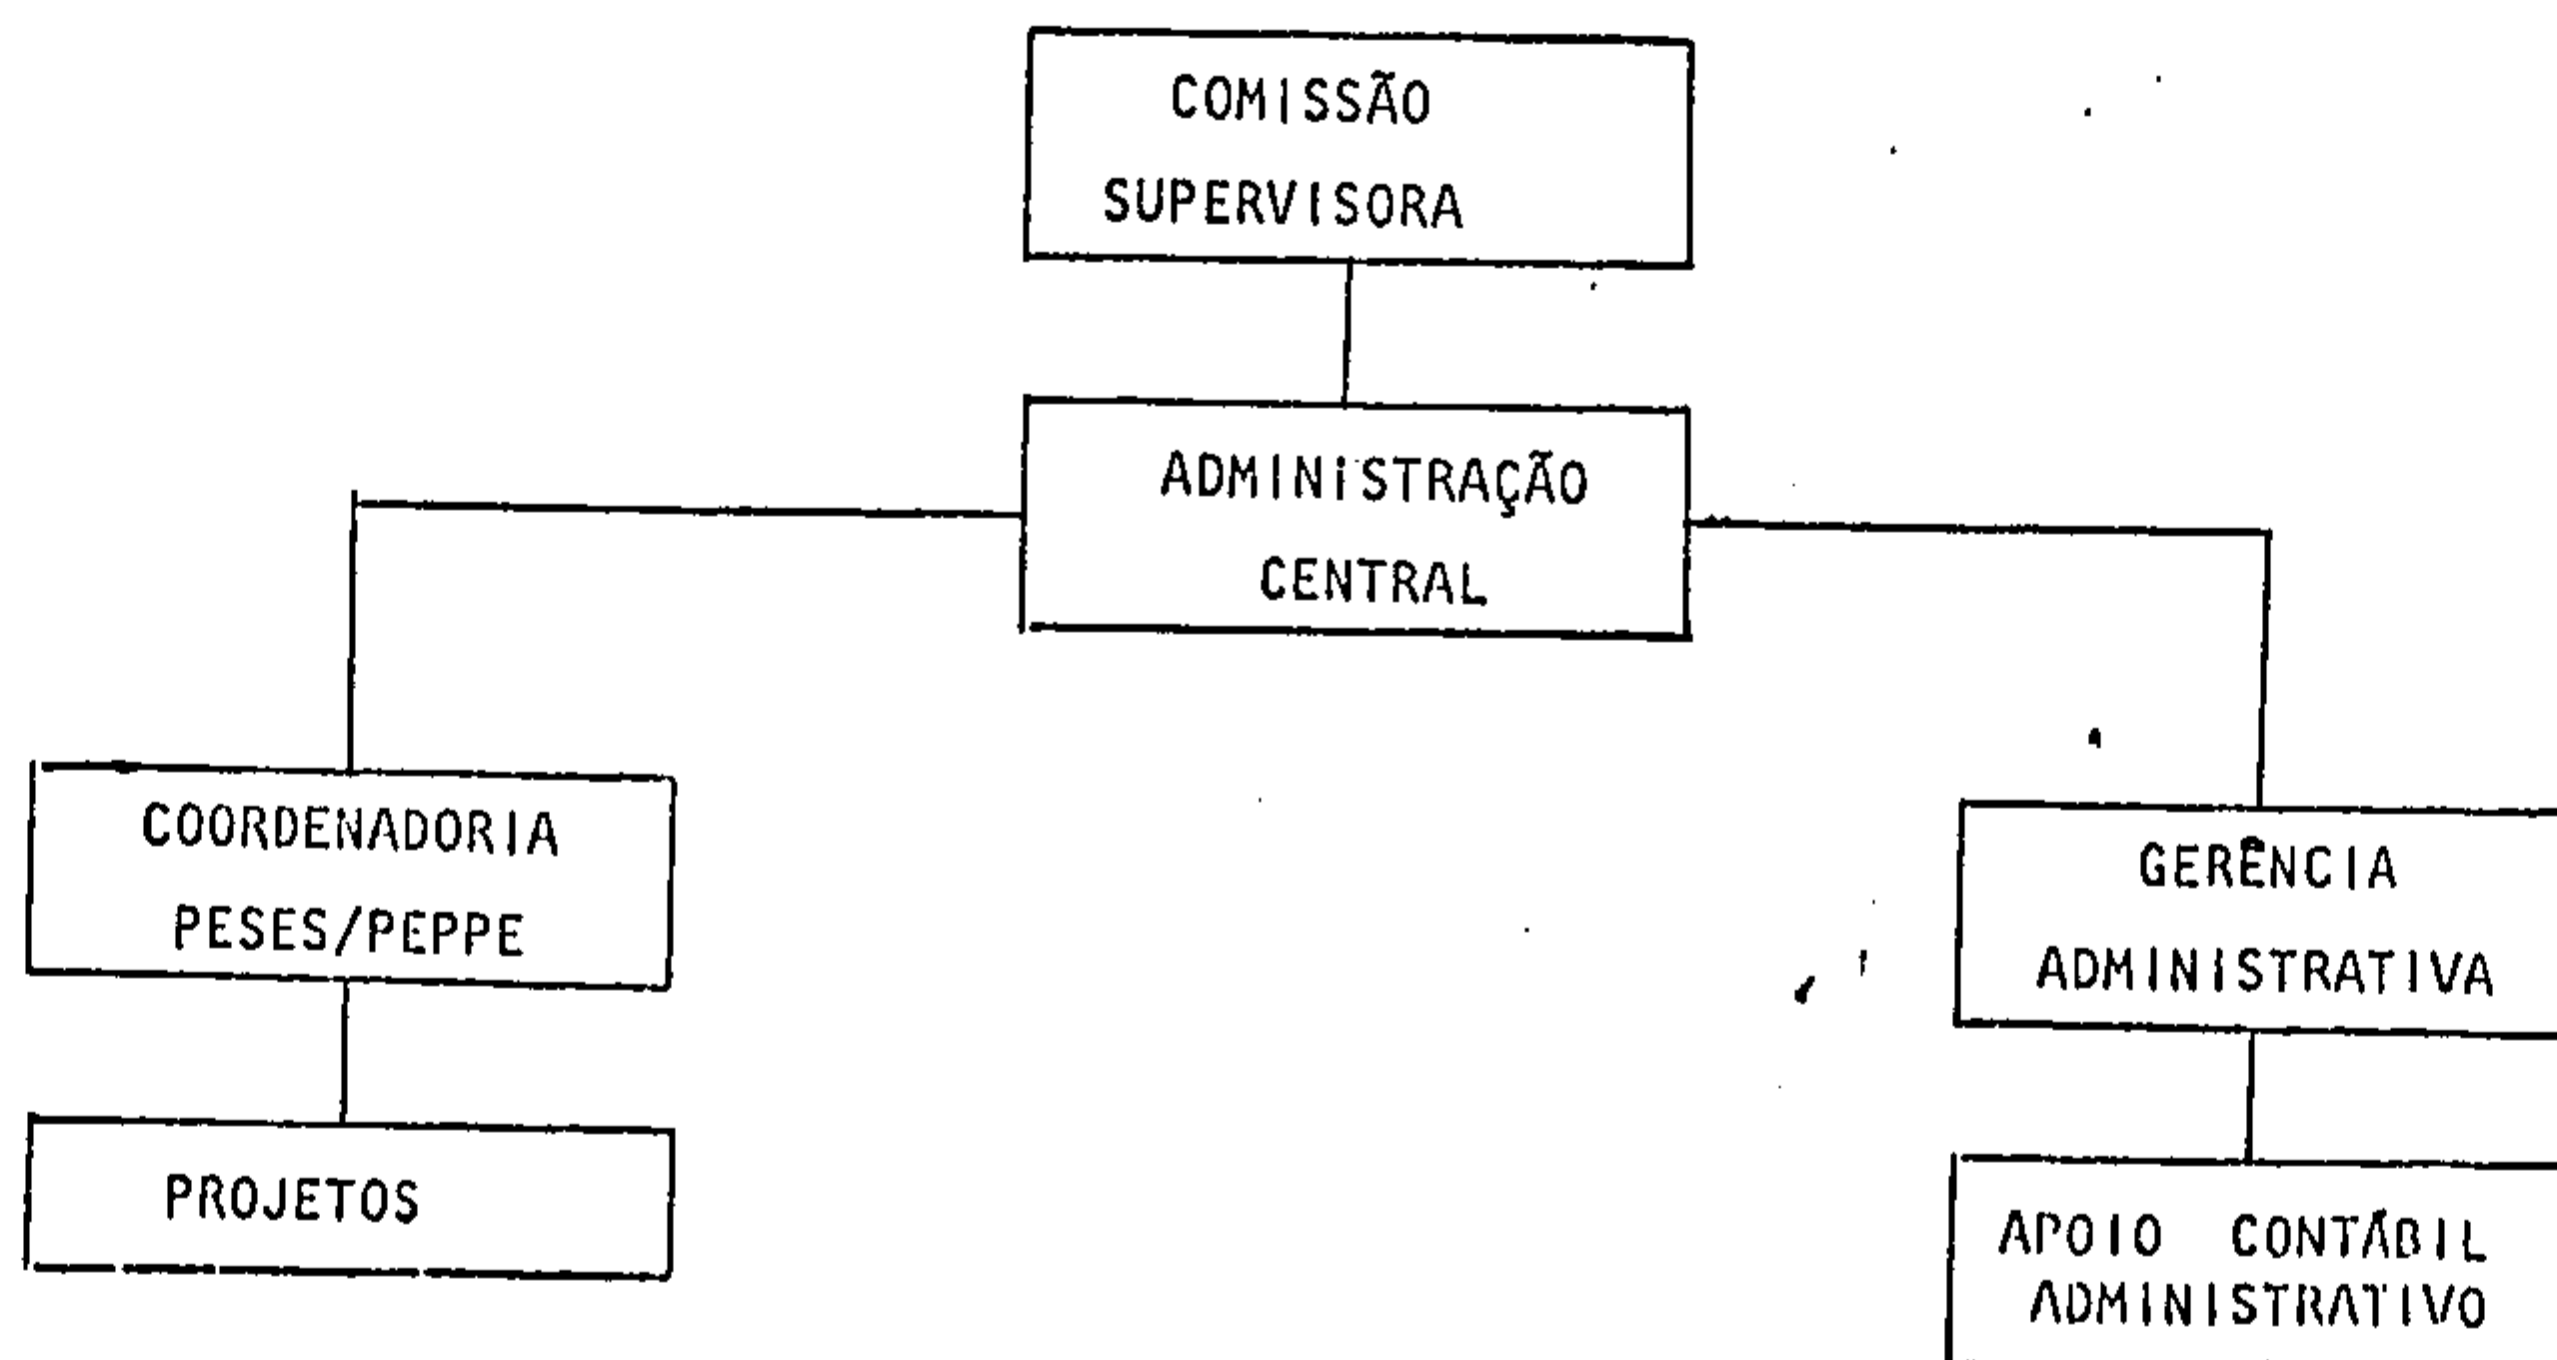 COMISSÃO
SUPERVISORA
ADMINISTRAÇÃO
CENTRAL
COORDENADORIA
PESES/PEPPE
GERÊNCIA
ADMINISTRATIVA
PROJETOS
APOIO CONTÁBIL
ADMINISTRATIVO